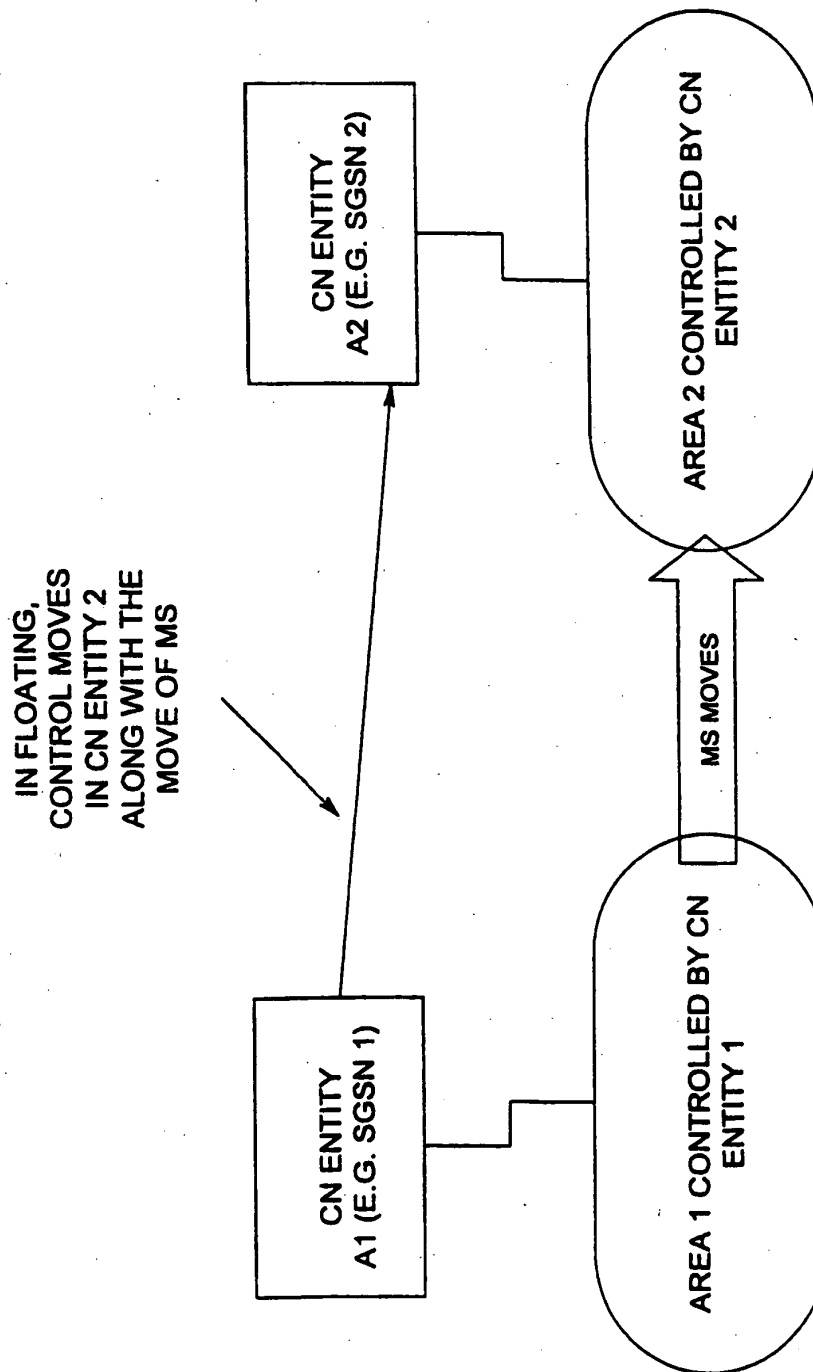 IN FLOATING,
CONTROL MOVES
IN CN ENTITY 2
ALONG WITH THE
MOVE OF MS
CN ENTITY
A1 (E.G. SGSN 1)
CN ENTITY
A2 (E.G. SGSN 2)
AREA 1 CONTROLLED BY CN
ENTITY 1
MS MOVES
AREA 2 CONTROLLED BY CN
ENTITY 2